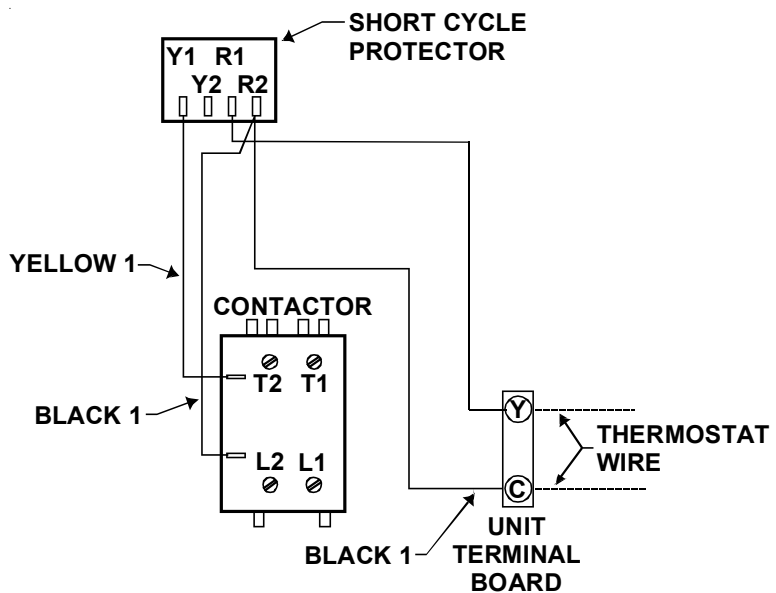 SHORT CYCLE
PROTECTOR
Y1 R1
Y2 R2
YELLOW 1
CONTACTOR
T2 T1
BLACK 1
L2 L1
Y
THERMOSTAT
WIRE
C
BLACK 1
UNIT
TERMINAL
BOARD